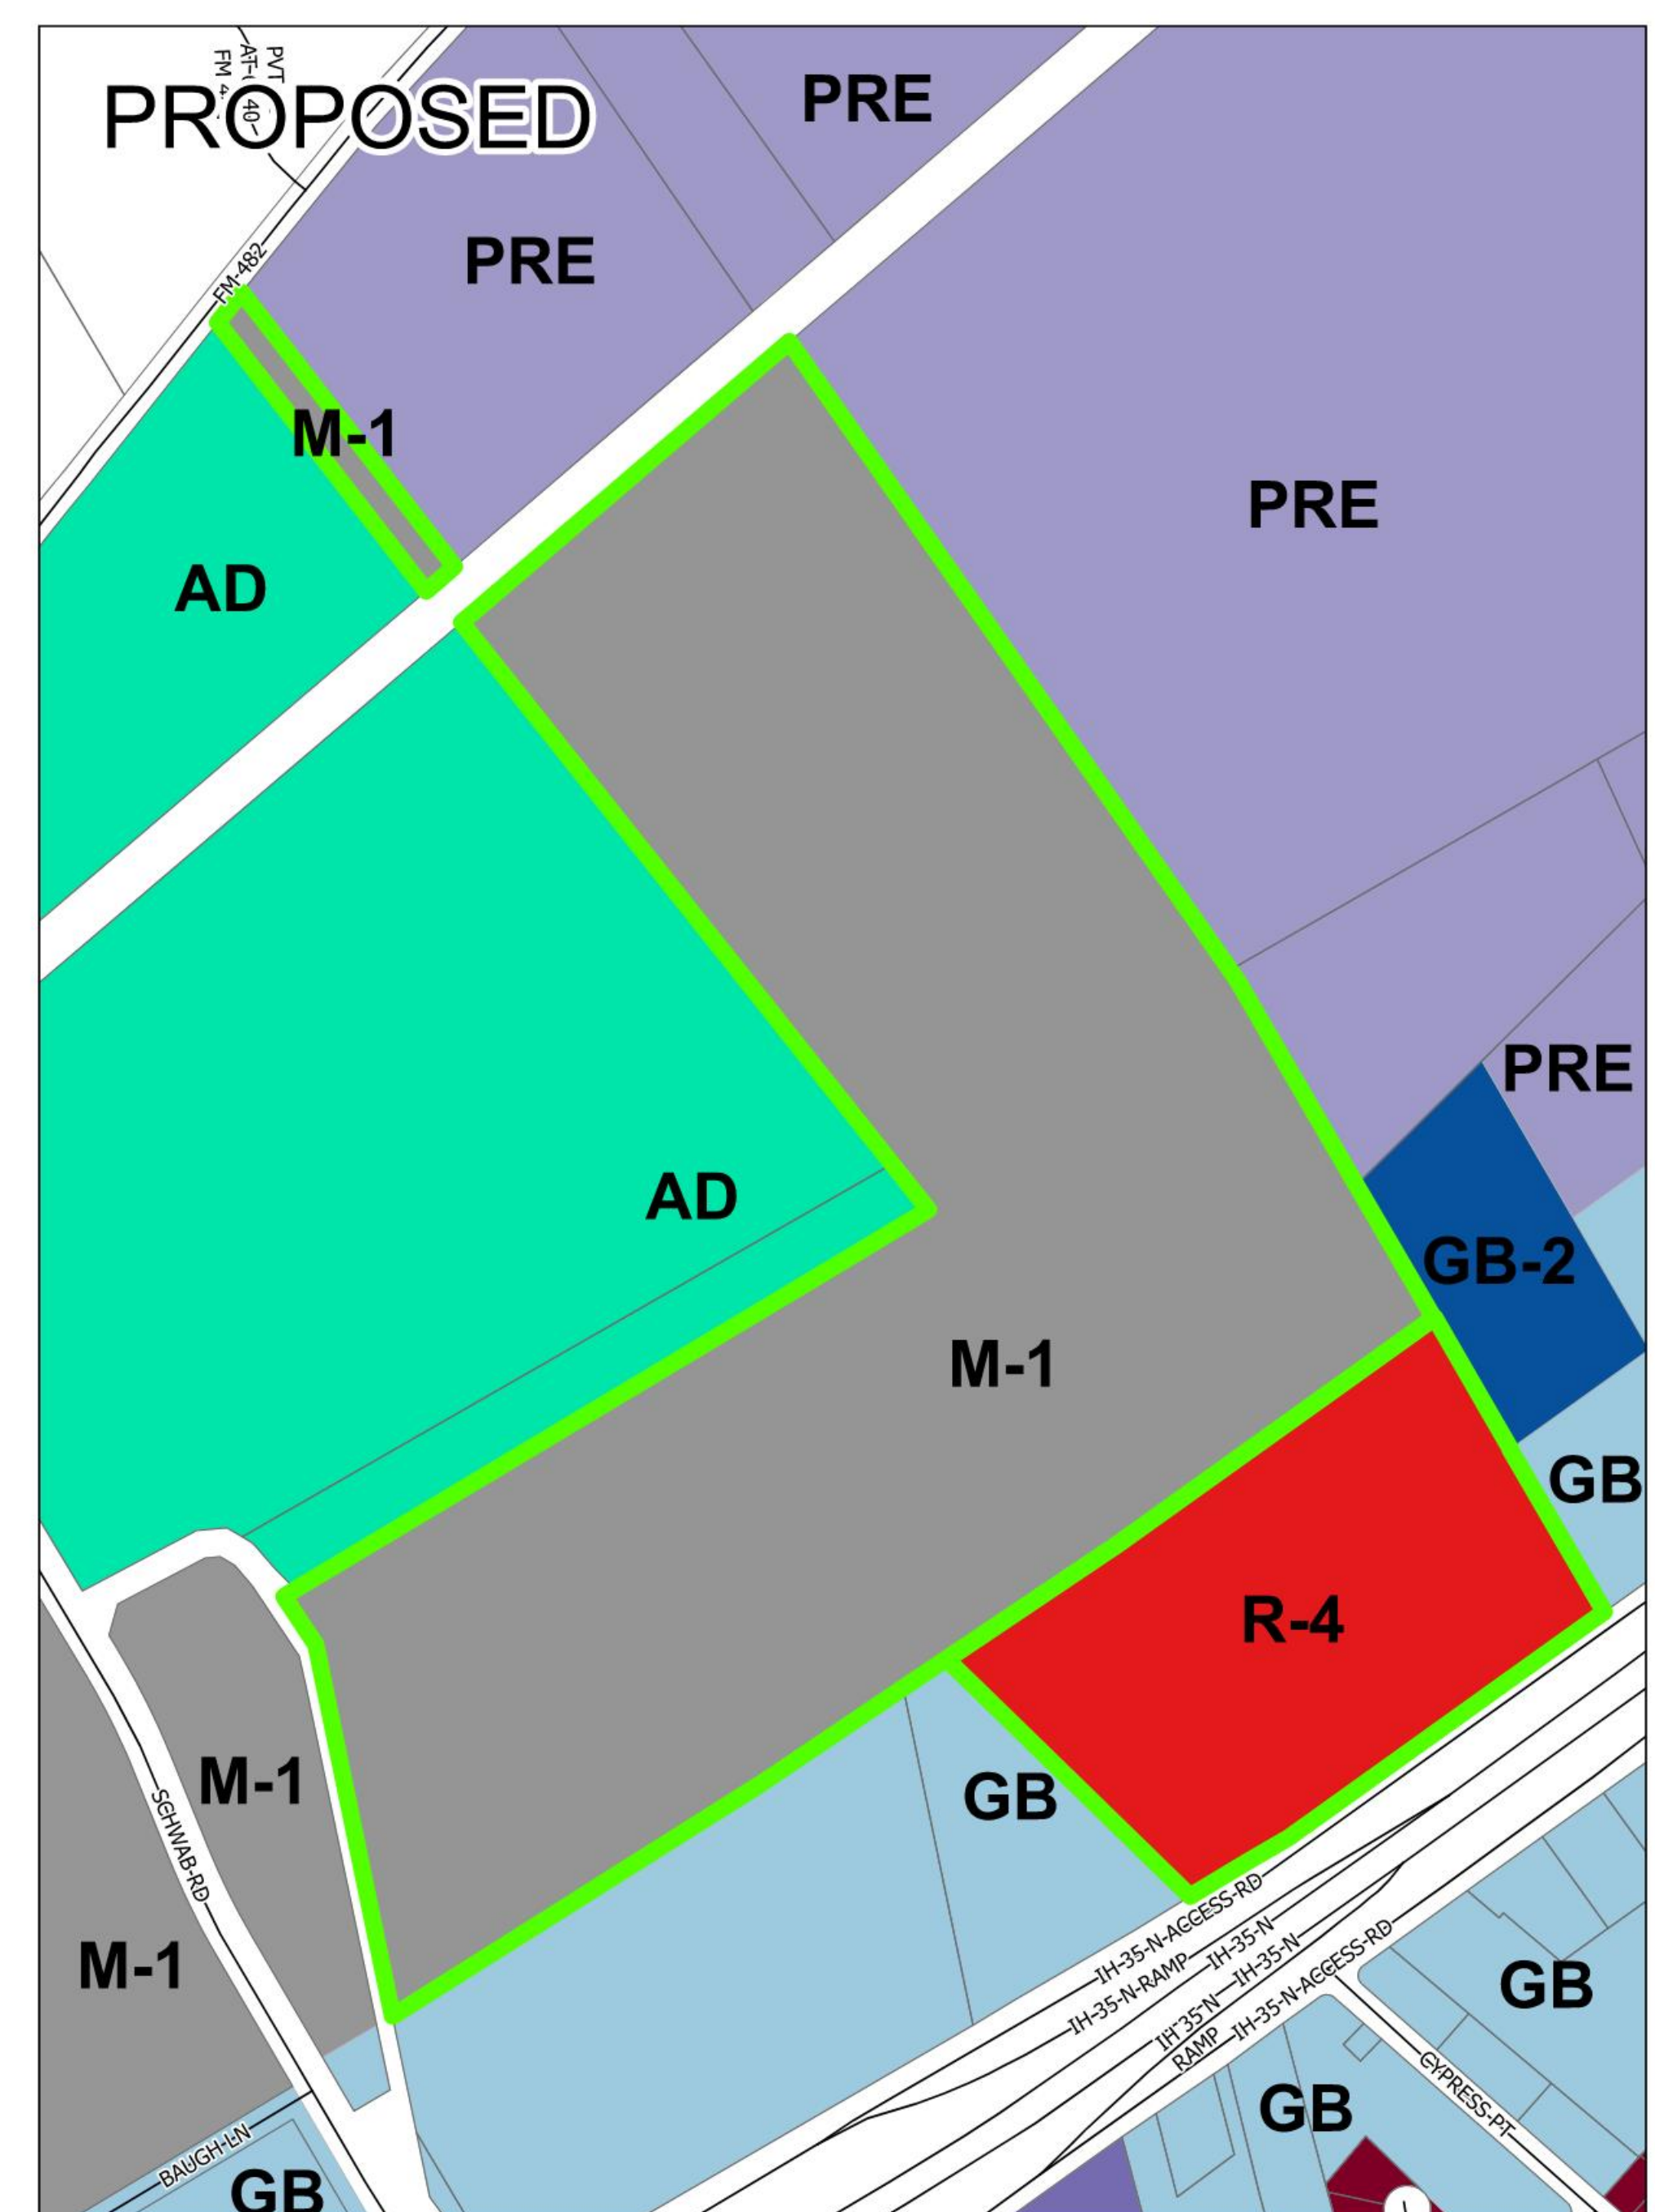 PVT
PRE
PROPOSED
PRE
FM-482
M-1
PRE
AD
PRE
AD
GB-2
M-1
GB
R-4
M-1
GB
SCHWAB-RD
IH-35-N-ACCESS-RD
IH-35-N-RAMP
IH-35-N
IH-35-N
M-1
IH-35-N
RAMP
IH-35-N-ACCESS-RD
GB
CYPRESS-PT
GB
BAUGH-LN
GB